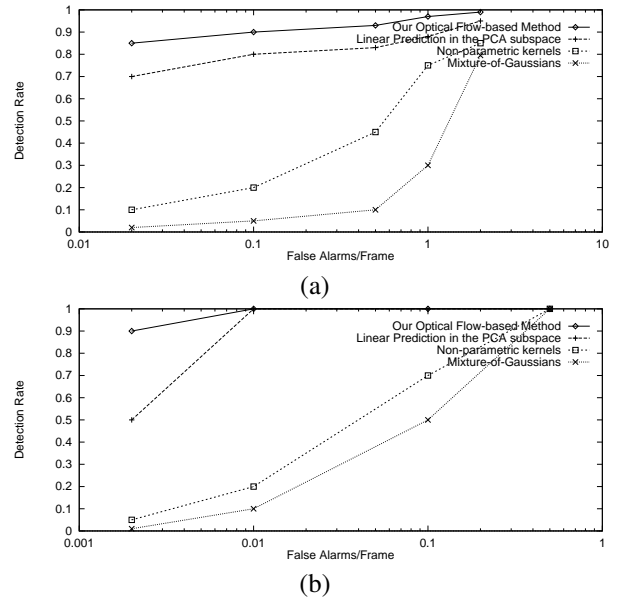 1
0.9
0.8
0.7
0.6
0.5
0.4
0.3
0.2
0.1
0
Detection Rate
Our Optical Flow-based Method
Linear Prediction in the PCA subspace
Non-parametric kernels
Mixture-of-Gaussians
0.01 0.1 1 10
False Alarms/Frame
(a)
1
0.9
0.8
0.7
0.6
0.5
0.4
0.3
0.2
0.1
0
Detection Rate
Our Optical Flow-based Method
Linear Prediction in the PCA subspace
Non-parametric kernels
Mixture-of-Gaussians
0.001 0.01 0.1 1
False Alarms/Frame
(b)